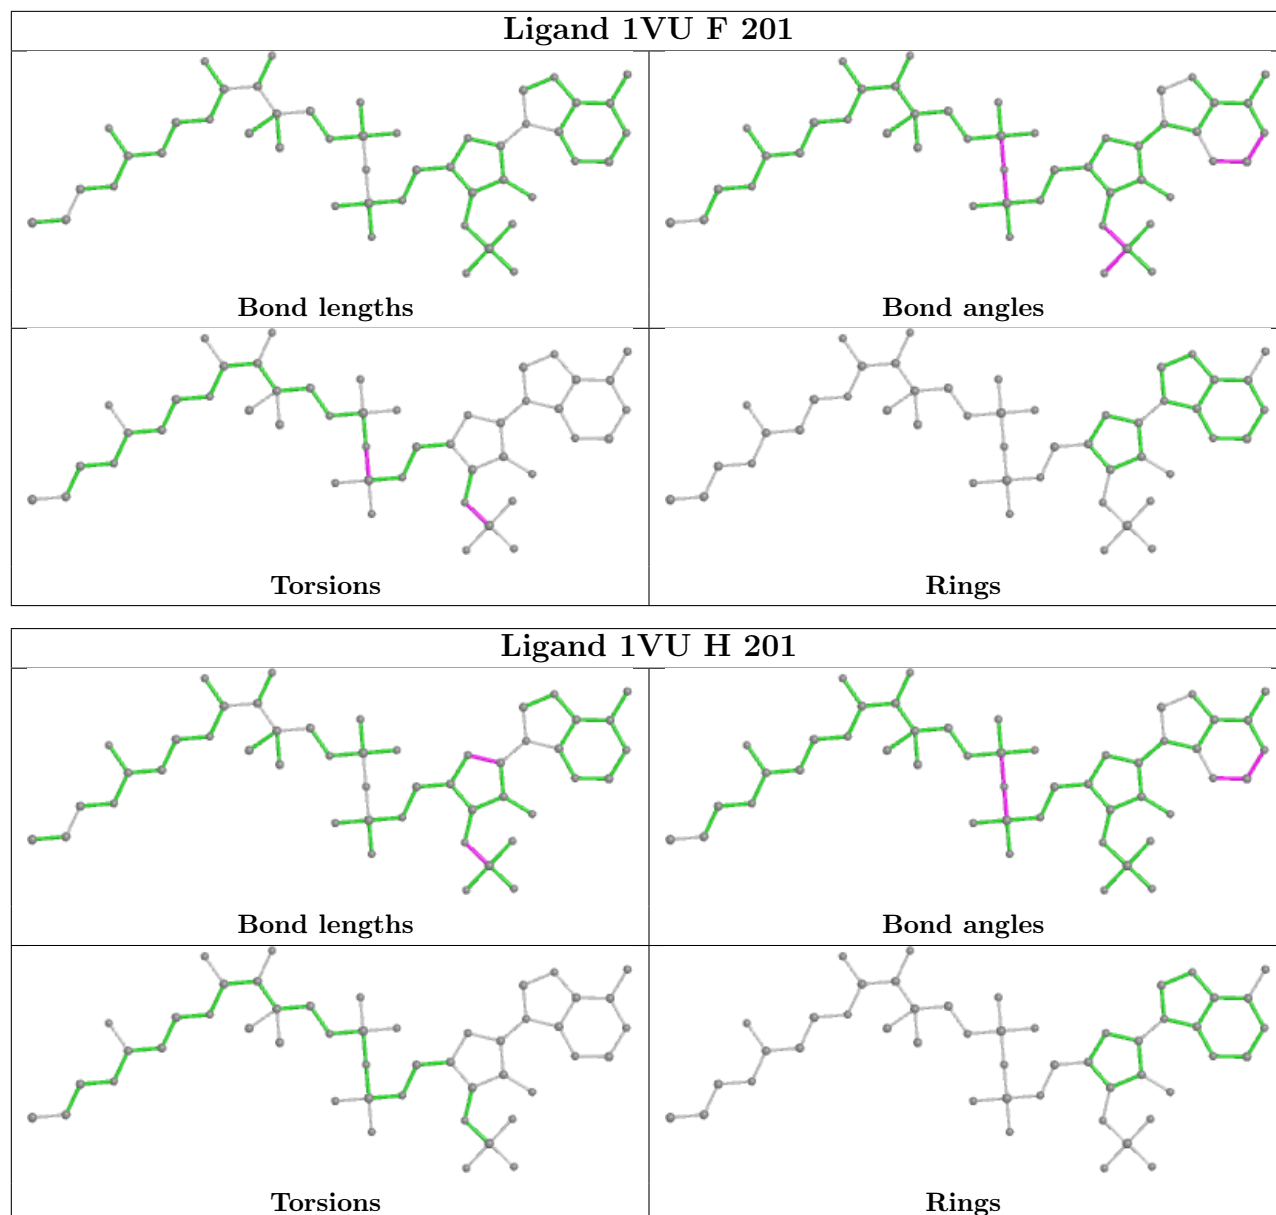 Ligand 1VU F 201
Bond lengths
Bond angles
Torsions
Rings
Ligand 1VU H 201
Bond lengths
Bond angles
Torsions
Rings